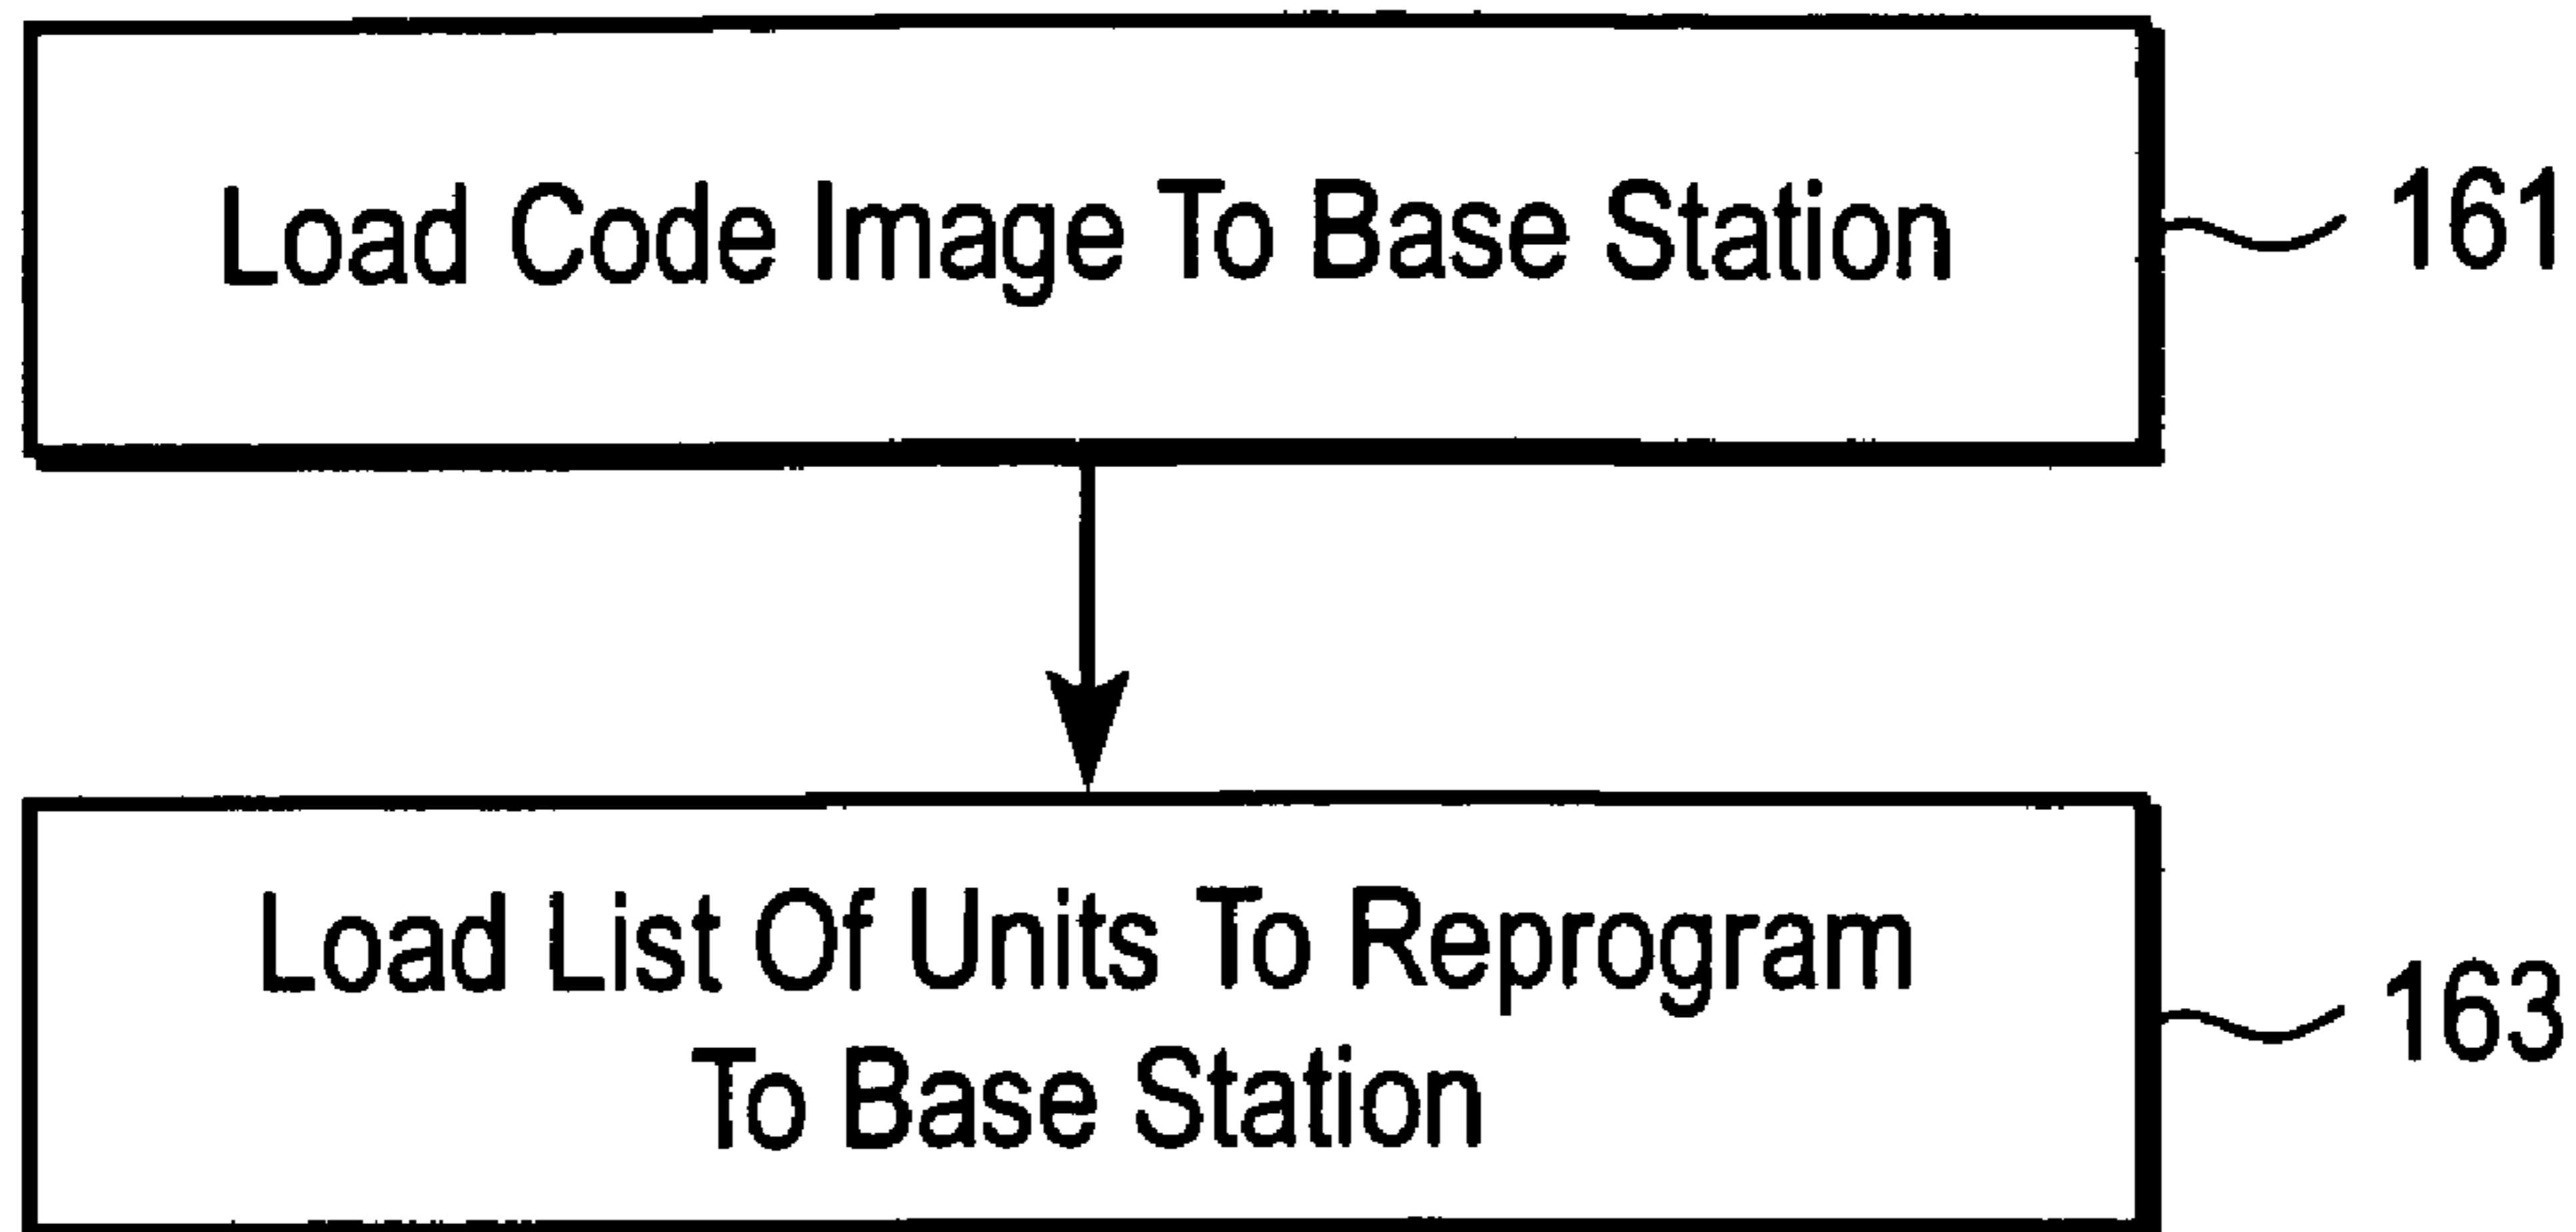 Load Code Image To Base Station
161
Load List Of Units To Reprogram
To Base Station
163